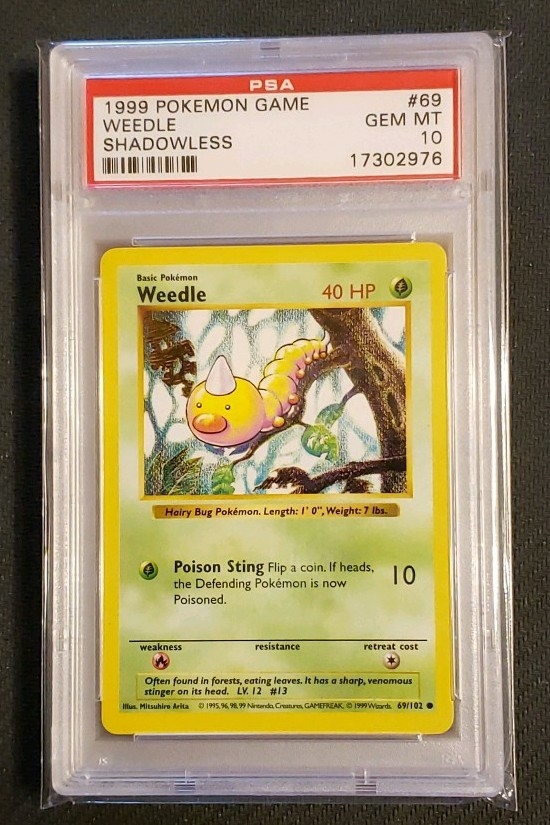 PSA
1999 POKEMON GAME #69
WEEDLE GEM MT
SHADOWLESS 10
17302976
Basic Pokémon
Weedle 40 HP
Hairy Bug Pokémon. Length: 1' 0", Weight: 7 lbs.
Poison Sting Flip a coin. If heads,
the Defending Pokémon is now
Poisoned.
10
weakness resistance retreat cost
Often found in forests, eating leaves. It has a sharp, venomous
stinger on its head. LV. 12 #13
Illus. Mitsuhiro Arita ©1995, 96, 98, 99 Nintendo, Creatures, GAMEFREAK. ©1999 Wizards. 69/102